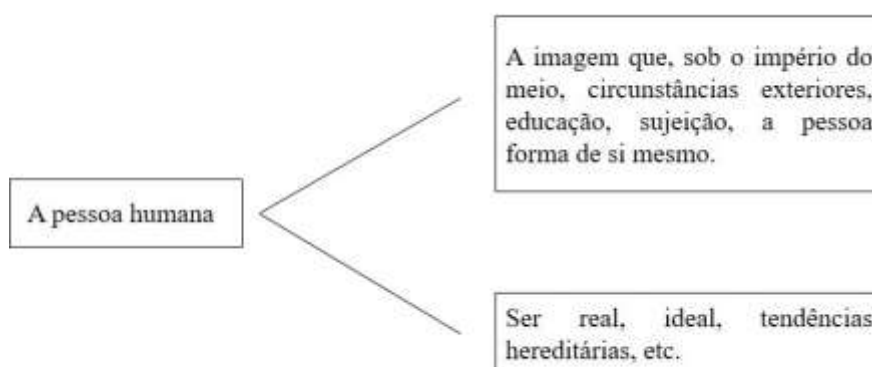 A imagem que, sob o império do
meio, circunstâncias exteriores,
educação, sujeição, a pessoa
forma de si mesmo.
A pessoa humana
Ser real, ideal, tendências
hereditárias, etc.